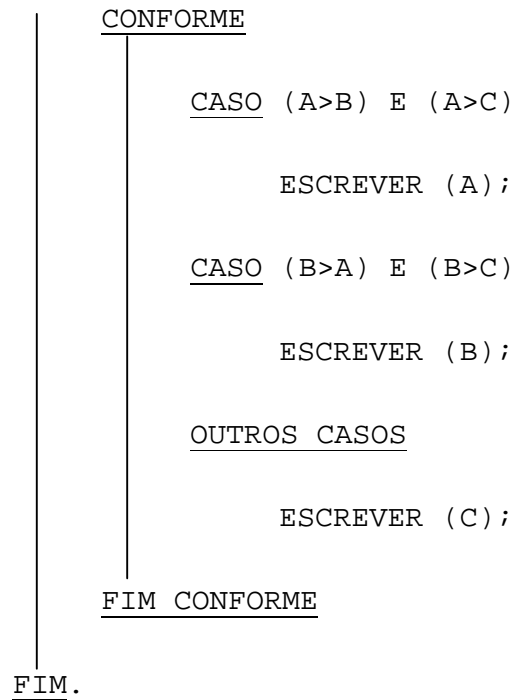 CONFORME
CASO (A>B) E (A>C)
ESCREVER (A);
CASO (B>A) E (B>C)
ESCREVER (B);
OUTROS CASOS
ESCREVER (C);
FIM CONFORME
FIM.